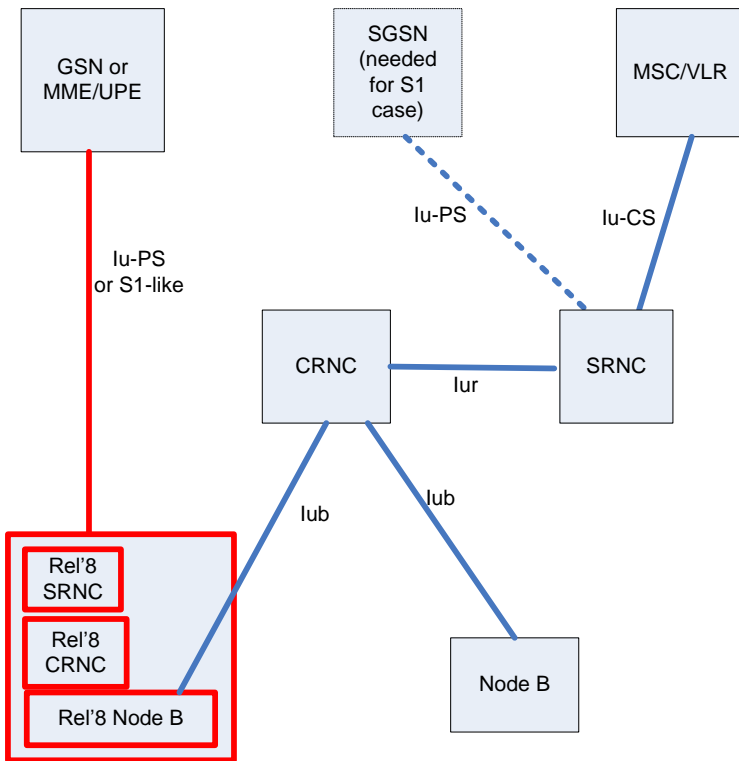 GSN or
MME/UPE
SGSN
(needed
for S1
case)
MSC/VLR
Iu-PS
Iu-CS
Iu-PS
or S1-like
CRNC
Iur
SRNC
Iub
Iub
Rel'8
SRNC
Rel'8
CRNC
Rel'8 Node B
Node B